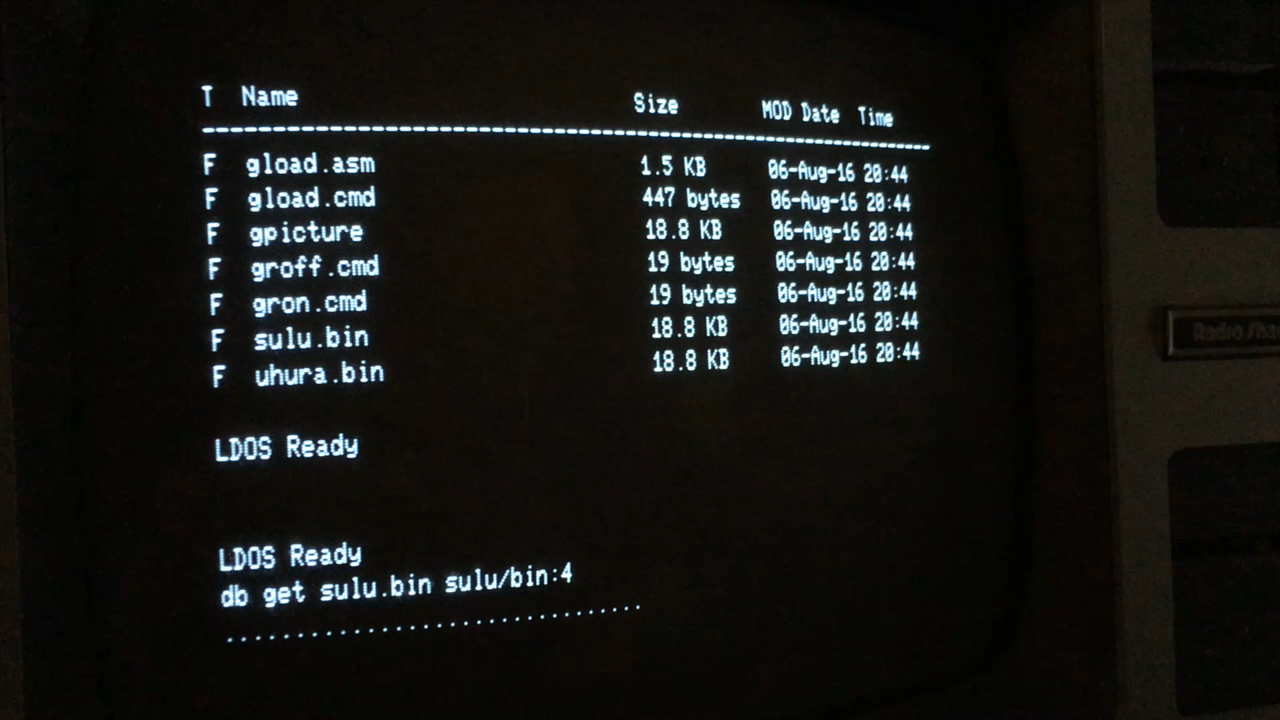 T Name Size MOD Date Time
--------------------------------------------------------------------------------
F gload.asm 1.5 KB 06-Aug-16 20:44
F gload.cmd 447 bytes 06-Aug-16 20:44
F gpicture 18.8 KB 06-Aug-16 20:44
F groff.cmd 19 bytes 06-Aug-16 20:44
F gron.cmd 19 bytes 06-Aug-16 20:44
F sulu.bin 18.8 KB 06-Aug-16 20:44
F uhura.bin 18.8 KB 06-Aug-16 20:44
LDOS Ready
LDOS Ready
db get sulu.bin sulu/bin:4
..............................
Radio Sha